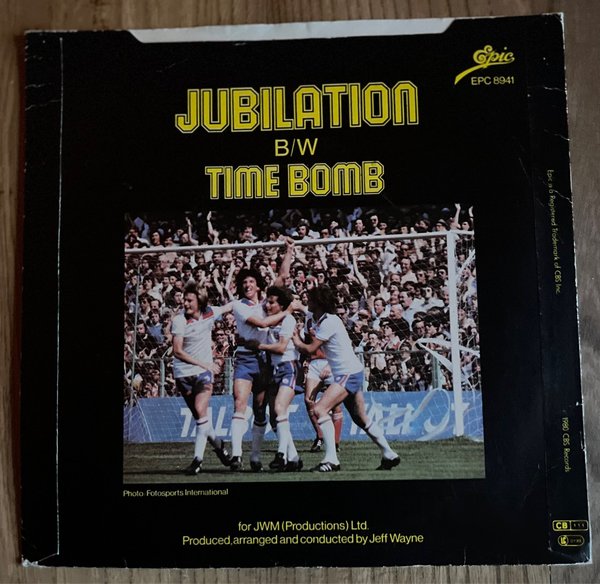 Epic
EPC 8941
JUBILATION
B/W
TIME BOMB
Epic is a Registered Trademark of CBS Inc.
1980 CBS Records
Photo: Fotosports International
for JWM (Productions) Ltd.
Produced, arranged and conducted by Jeff Wayne
CB